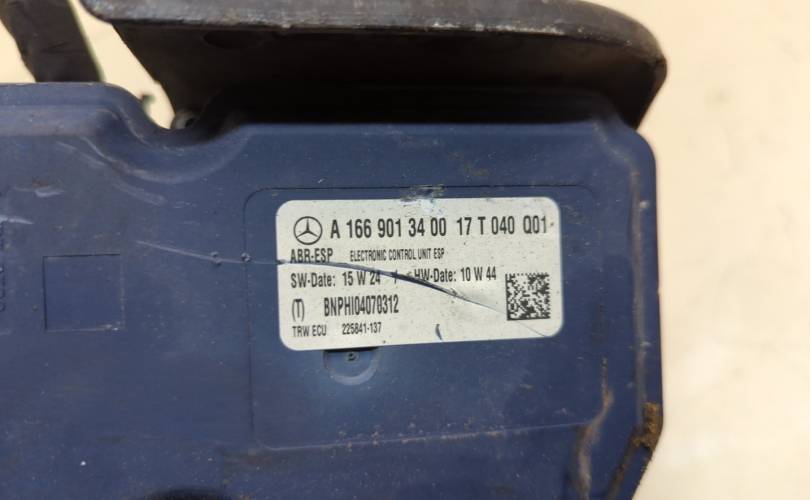 A 166 901 34 00 17 T 040 Q01
ABR-ESP ELECTRONIC CONTROL UNIT ESP
SW-Date: 15 W 24 / HW-Date: 10 W 44
(T) BNPHI04070312
TRW ECU 225841-137